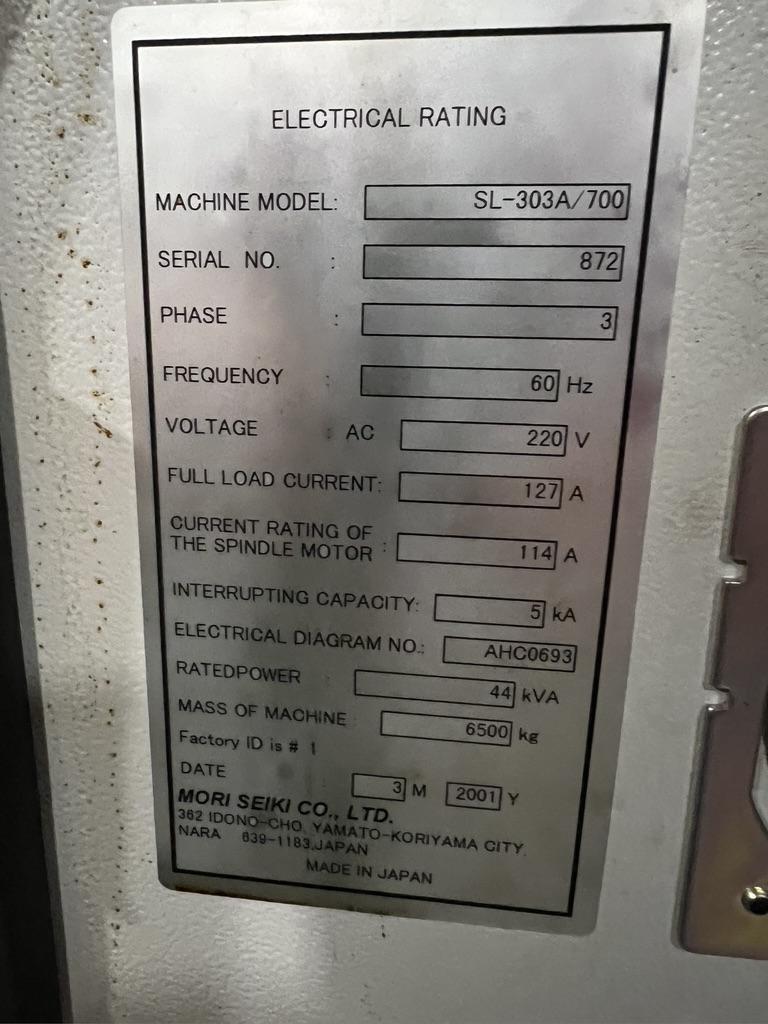 ELECTRICAL RATING
MACHINE MODEL: SL-303A/700
SERIAL NO. : 872
PHASE : 3
FREQUENCY : 60 Hz
VOLTAGE : AC 220 V
FULL LOAD CURRENT: 127 A
CURRENT RATING OF
THE SPINDLE MOTOR : 114 A
INTERRUPTING CAPACITY: 5 kA
ELECTRICAL DIAGRAM NO.: AHC0693
RATEDPOWER : 44 kVA
MASS OF MACHINE 6500 kg
Factory ID is # 1
DATE 3 M 2001 Y
MORI SEIKI CO., LTD.
362 IDONO-CHO, YAMATO-KORIYAMA CITY,
NARA 639-1183,JAPAN
MADE IN JAPAN